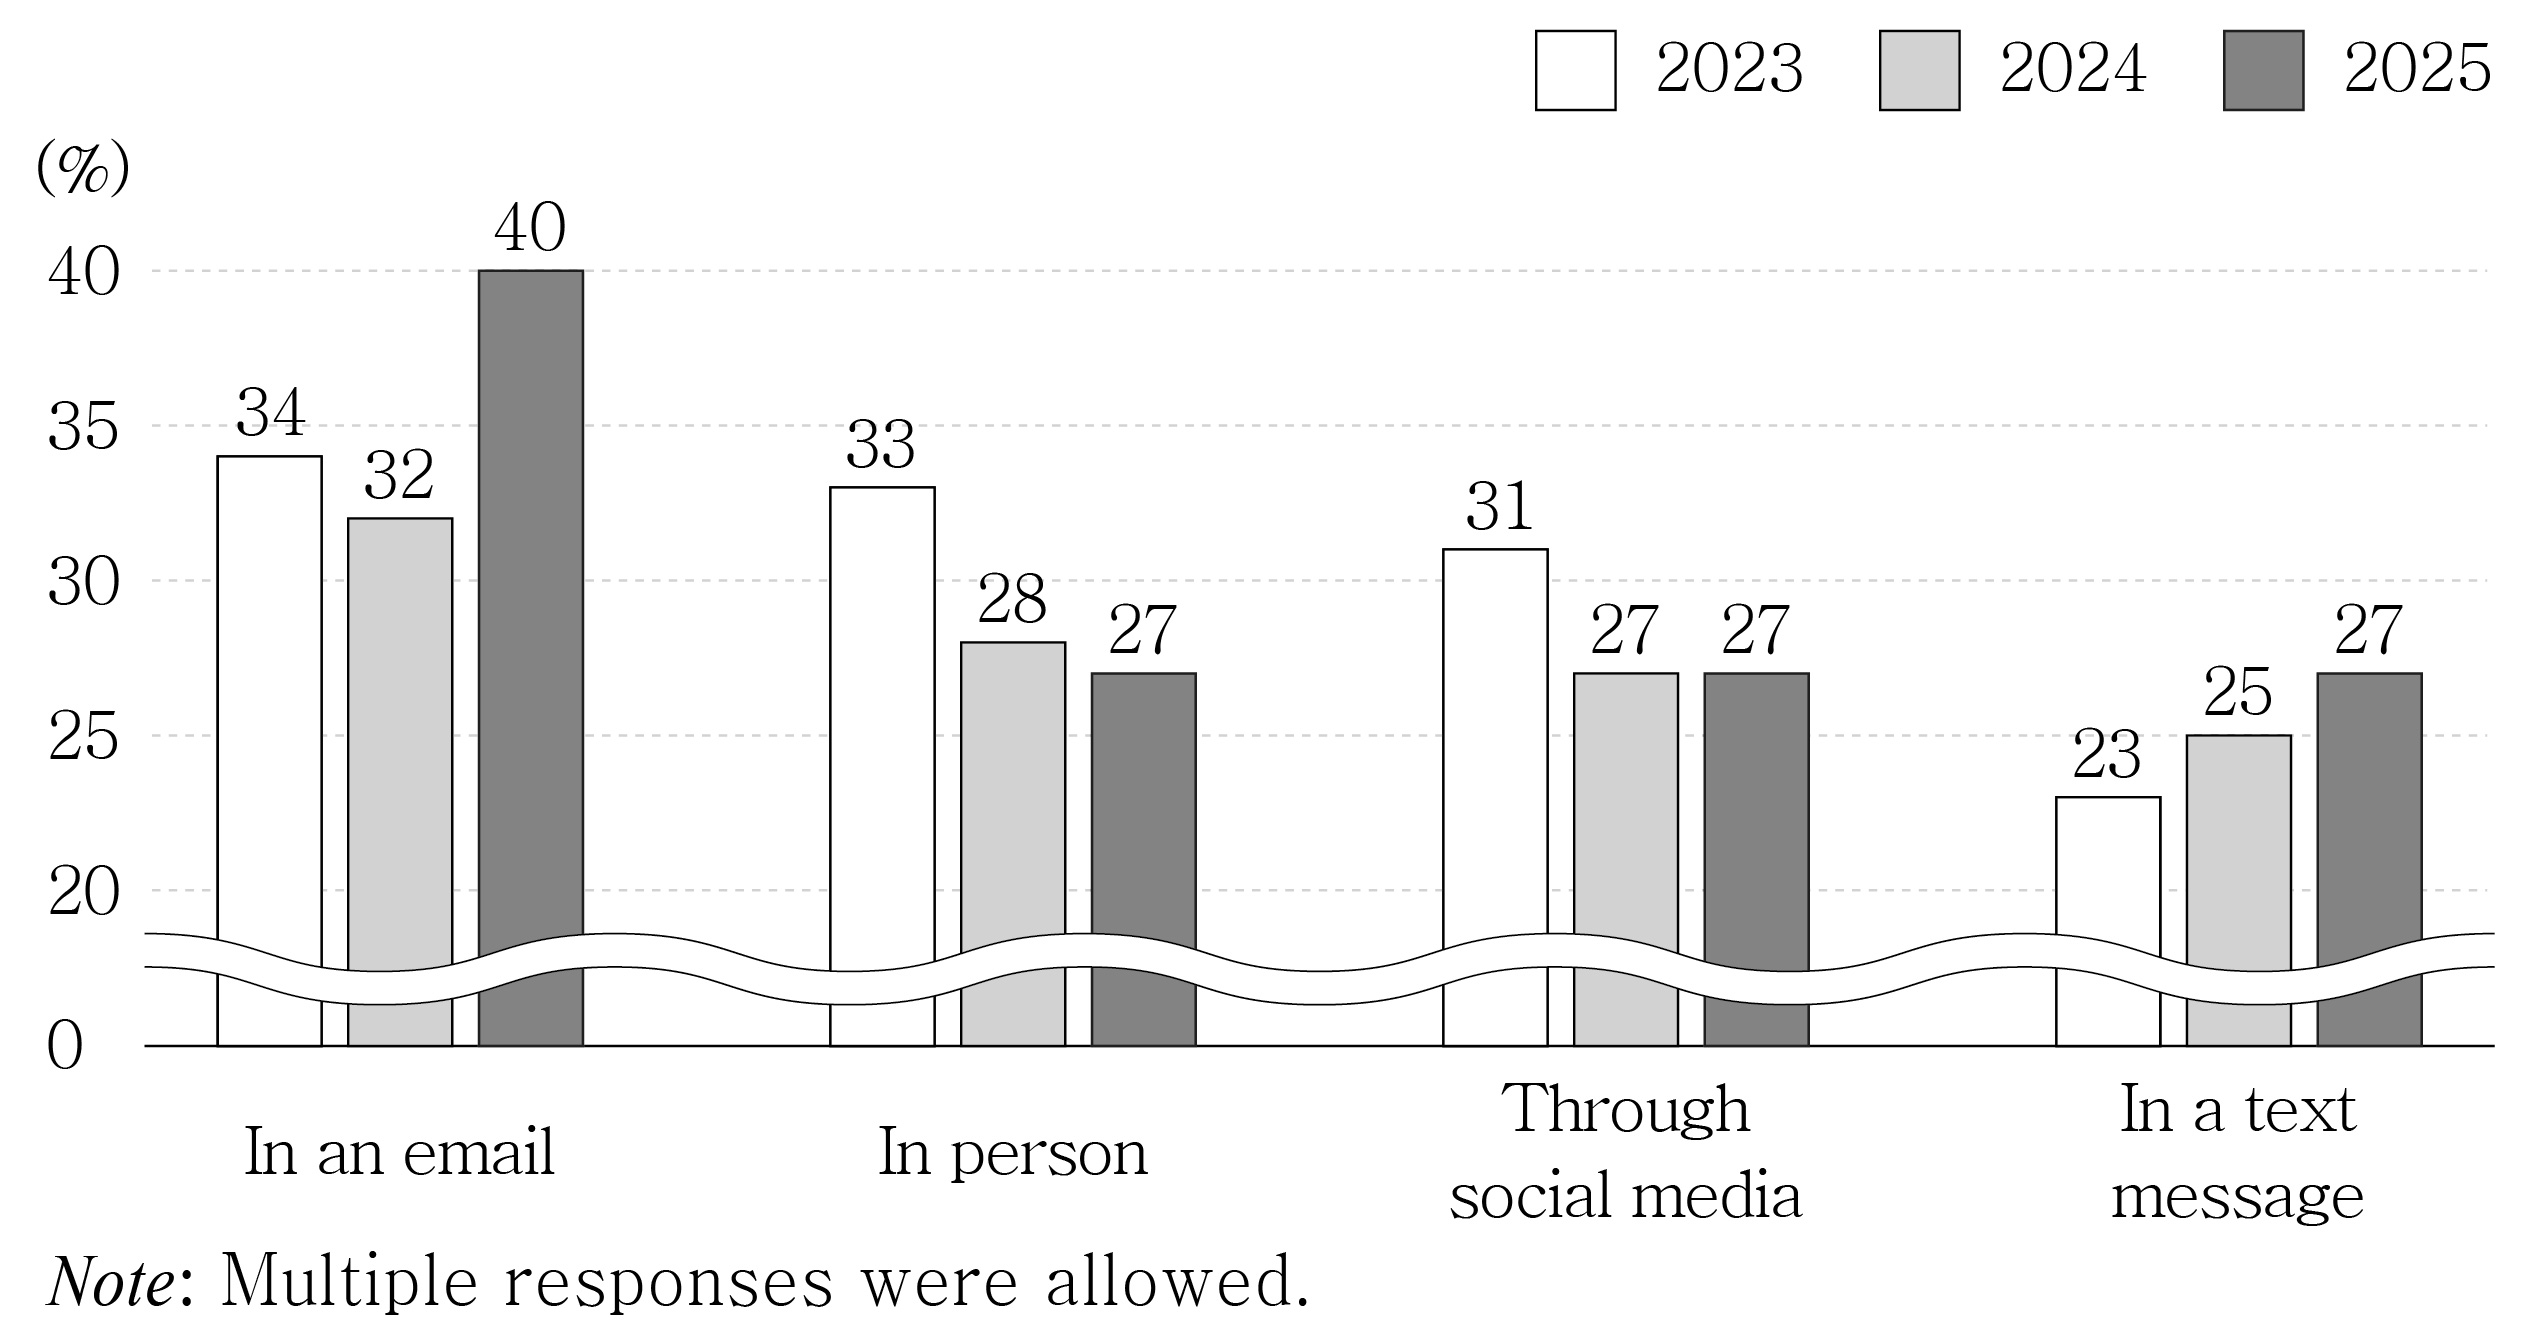 2023 2024 2025
(%)
40
35
30
25
20
0
34 32 40
33 28 27
31 27 27
23 25 27
In an email
In person
Through
social media
In a text
message
Note: Multiple responses were allowed.